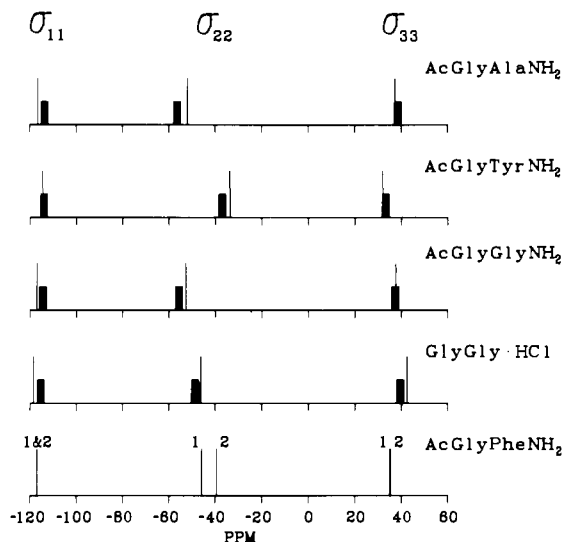 σ11 σ22 σ33
AcGlyAlaNH2
AcGlyTyrNH2
AcGlyGlyNH2
GlyGly·HCl
AcGlyPheNH2
1&2 1 2 1 2
-120 -100 -80 -60 -40 -20 0 20 40 60
PPM